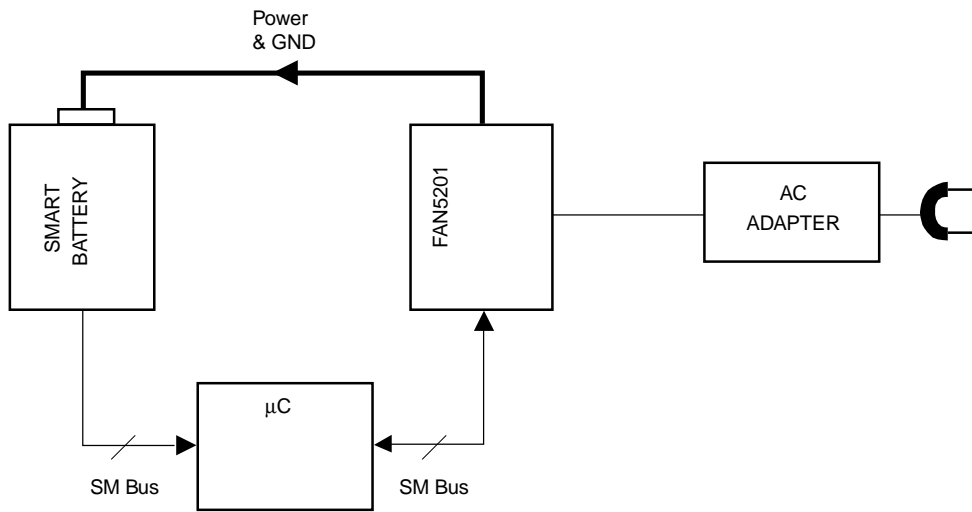 Power
& GND
SMART
BATTERY
FAN5201
AC
ADAPTER
μC
SM Bus
SM Bus